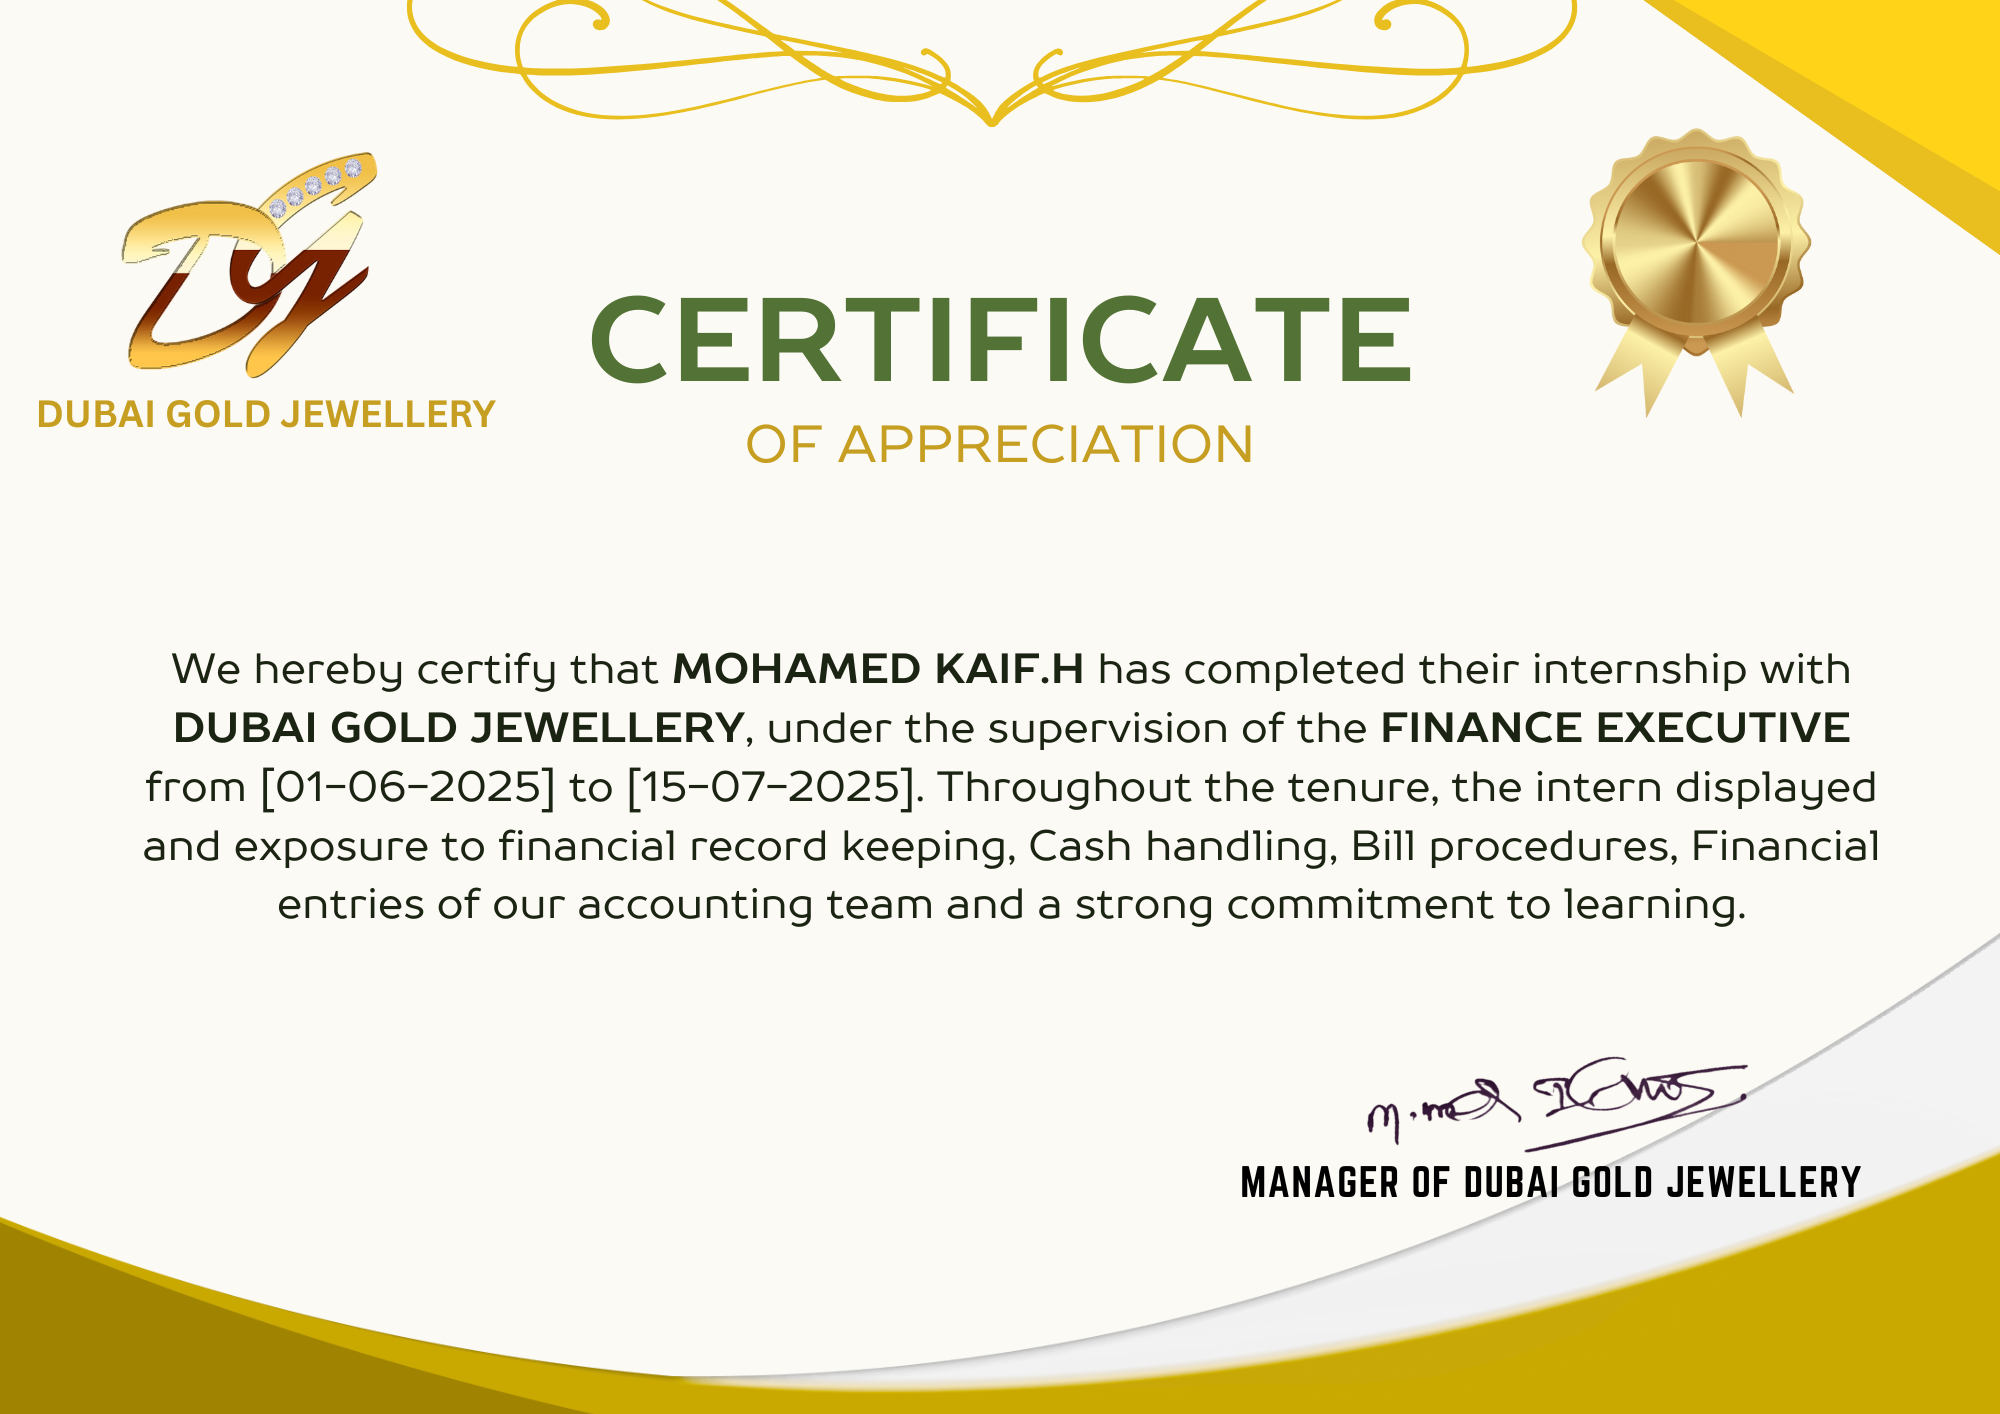 DUBAI GOLD JEWELLERY
CERTIFICATE
OF APPRECIATION
We hereby certify that MOHAMED KAIF.H has completed their internship with
DUBAI GOLD JEWELLERY, under the supervision of the FINANCE EXECUTIVE
from [01-06-2025] to [15-07-2025]. Throughout the tenure, the intern displayed
and exposure to financial record keeping, Cash handling, Bill procedures, Financial
entries of our accounting team and a strong commitment to learning.
MANAGER OF DUBAI GOLD JEWELLERY